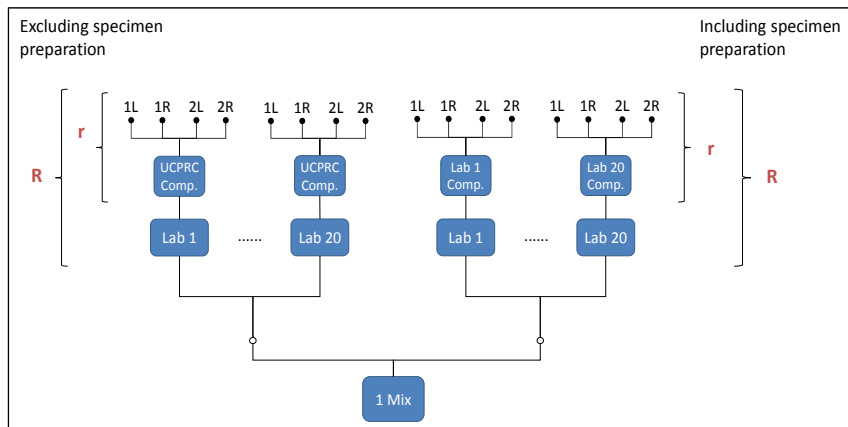 Excluding specimen
preparation
Including specimen
preparation
1L 1R 2L 2R 1L 1R 2L 2R 1L 1R 2L 2R 1L 1R 2L 2R
r r
R R
UCPRC
Comp.
UCPRC
Comp.
Lab 1
Comp.
Lab 20
Comp.
Lab 1 ...... Lab 20 Lab 1 ...... Lab 20
1 Mix